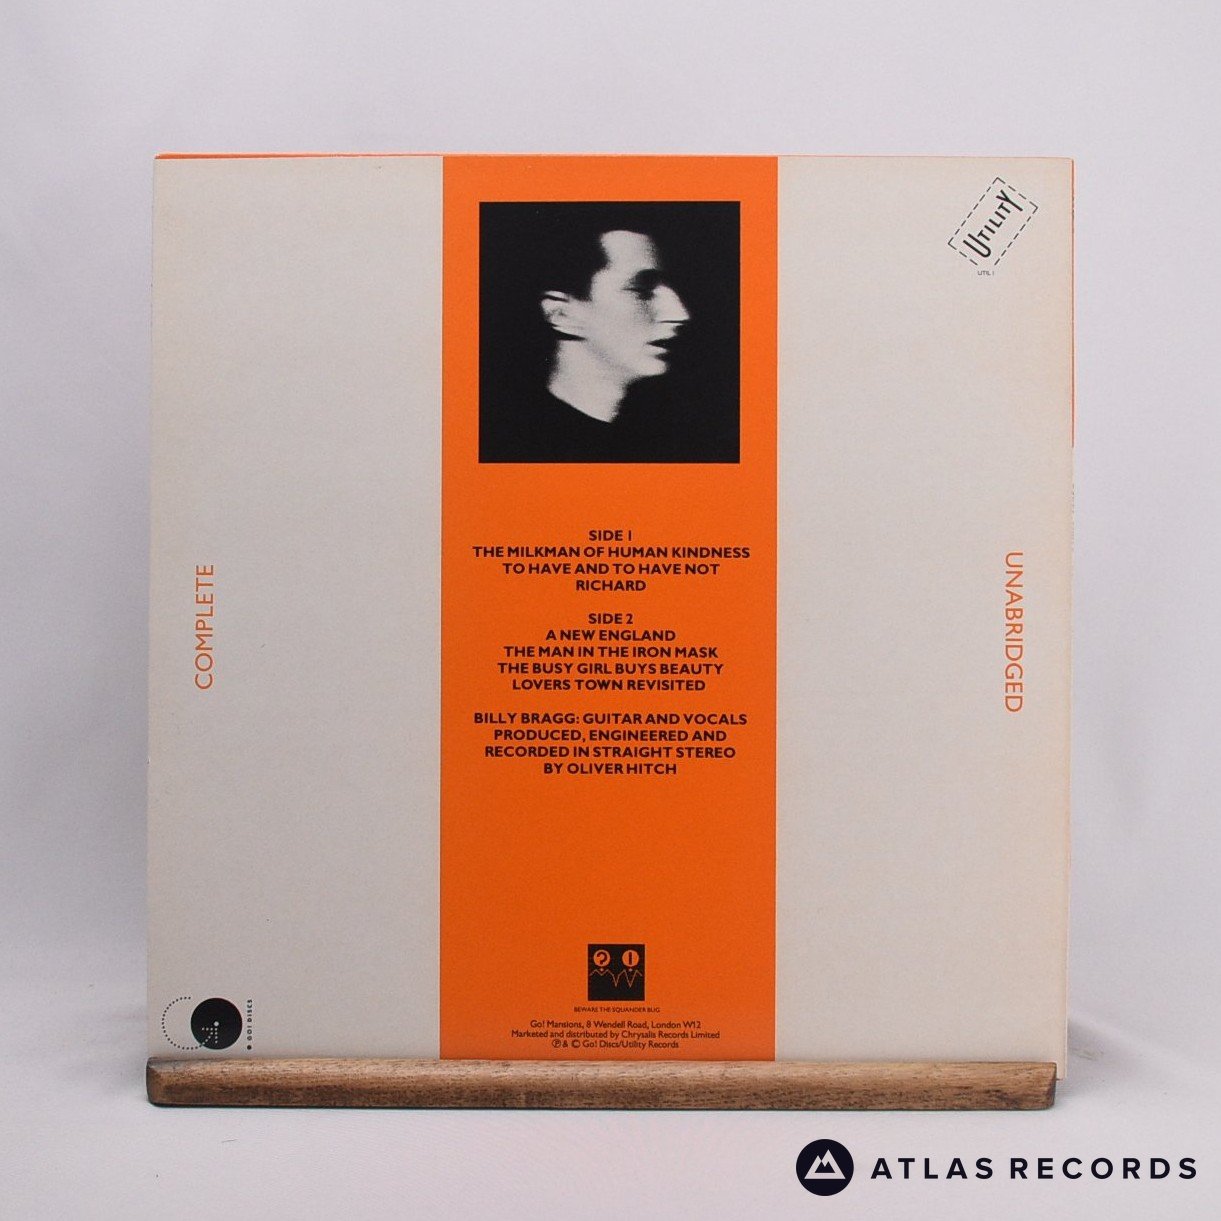 UTILITY
UTIL 1
SIDE 1
THE MILKMAN OF HUMAN KINDNESS
TO HAVE AND TO HAVE NOT
RICHARD
SIDE 2
A NEW ENGLAND
THE MAN IN THE IRON MASK
THE BUSY GIRL BUYS BEAUTY
LOVERS TOWN REVISITED
BILLY BRAGG: GUITAR AND VOCALS
PRODUCED, ENGINEERED AND
RECORDED IN STRAIGHT STEREO
BY OLIVER HITCH
COMPLETE
UNABRIDGED
? !
BEWARE THE SQUANDER BUG
Go! Mansions, 8 Wendell Road, London W12
Marketed and distributed by Chrysalis Records Limited
℗ & © Go! Discs/Utility Records
GO! DISCS
ATLAS RECORDS